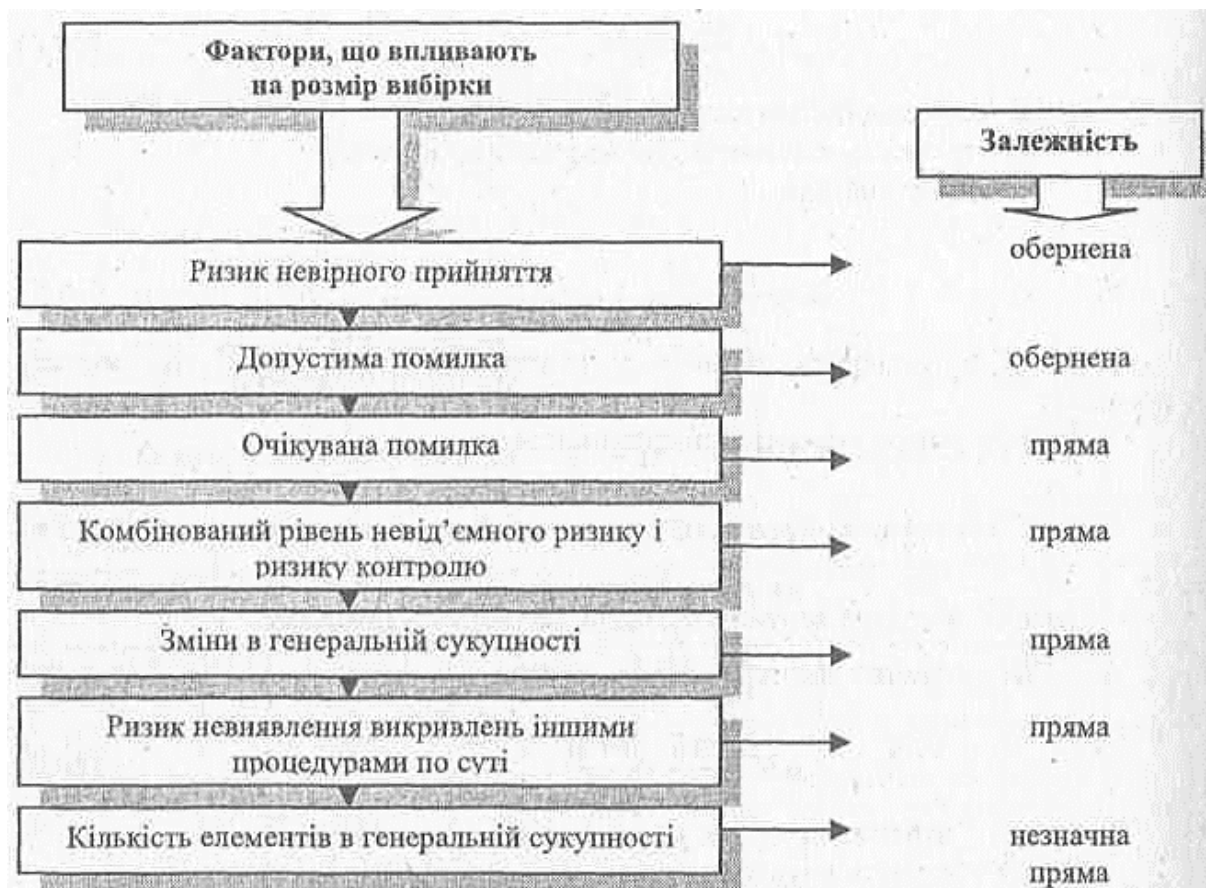 Фактори, що впливають
на розмір вибірки
Залежність
Ризик невірного прийняття
обернена
Допустима помилка
обернена
Очікувана помилка
пряма
Комбінований рівень невід’ємного ризику і
ризику контролю
пряма
Зміни в генеральній сукупності
пряма
Ризик невиявлення викривлень іншими
процедурами по суті
пряма
Кількість елементів в генеральній сукупності
незначна
пряма